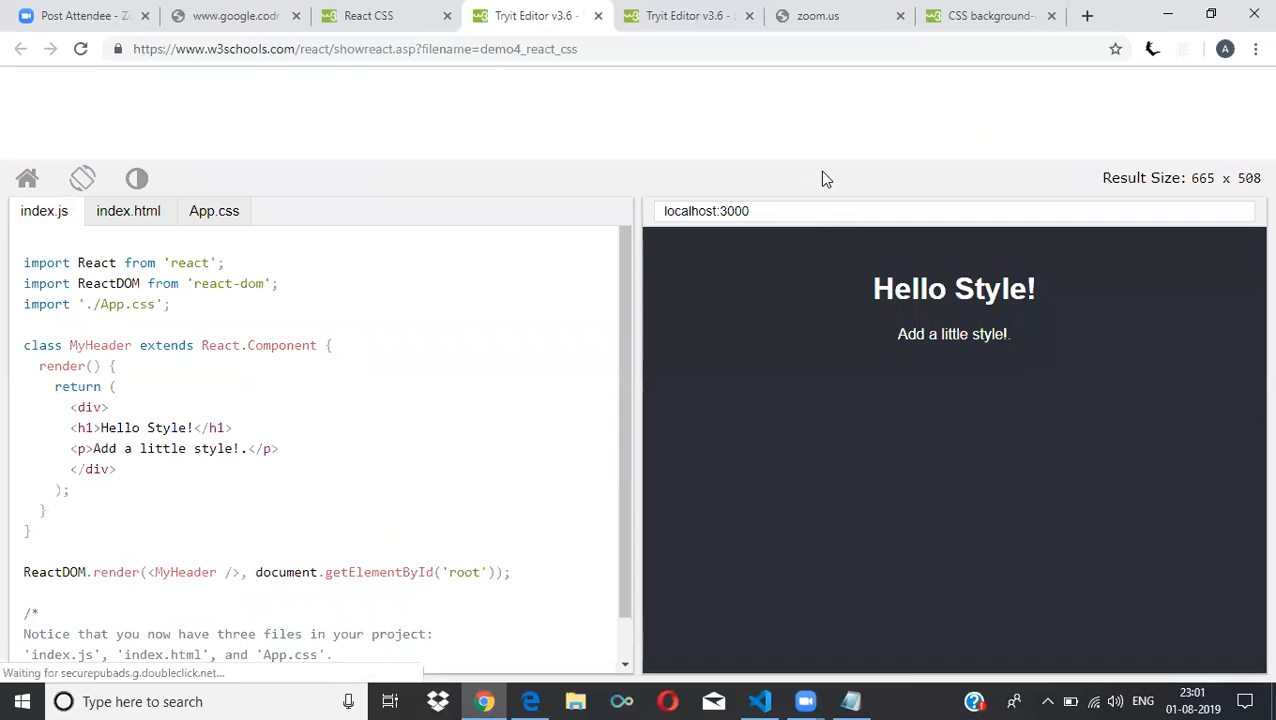 Post Attendee - Z
www.google.com
React CSS
Tryit Editor v3.6 -
Tryit Editor v3.6 -
zoom.us
CSS background-
https://www.w3schools.com/react/showreact.asp?filename=demo4_react_css
A
Result Size: 665 x 508
index.js
index.html
App.css
localhost:3000
import React from 'react';
import ReactDOM from 'react-dom';
import './App.css';
class MyHeader extends React.Component {
render() {
return (
<div>
<h1>Hello Style!</h1>
<p>Add a little style!.</p>
</div>
);
}
}
ReactDOM.render(<MyHeader />, document.getElementById('root'));
/*
Notice that you now have three files in your project:
'index.js', 'index.html', and 'App.css'.
Hello Style!
Add a little style!.
Waiting for securepubads.g.doubleclick.net...
Type here to search
ENG
23:01
01-08-2019